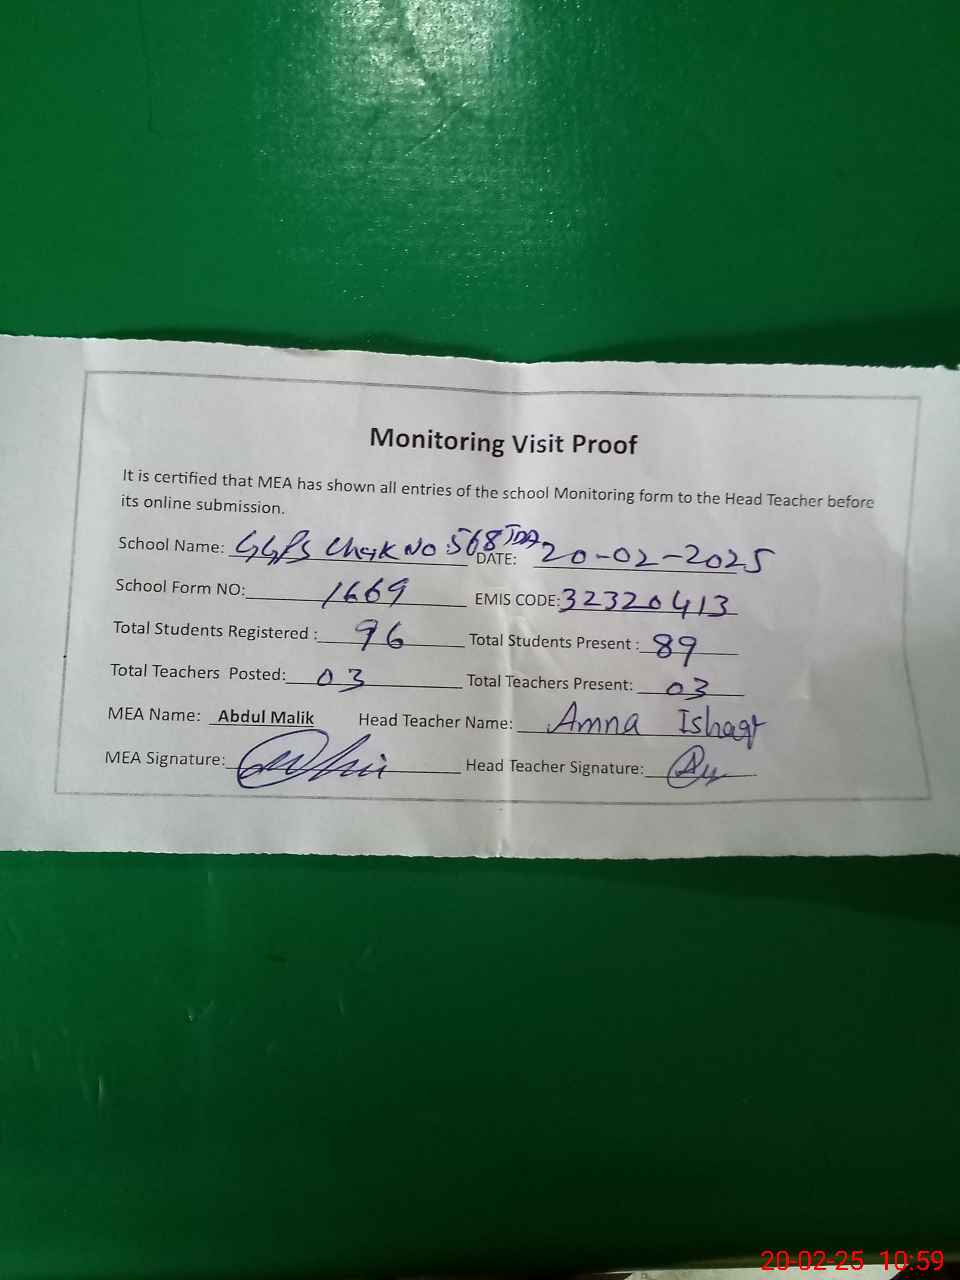 Monitoring Visit Proof
It is certified that MEA has shown all entries of the school Monitoring form to the Head Teacher before
its online submission.
School Name: GGPS Chak No 568 TDA DATE: 20-02-2025
School Form NO: 1669 EMIS CODE: 32320413
Total Students Registered : 96 Total Students Present : 89
Total Teachers Posted: 03 Total Teachers Present: 03
MEA Name: Abdul Malik Head Teacher Name: Amna Ishaq
MEA Signature: Head Teacher Signature:
20-02-25 10:59